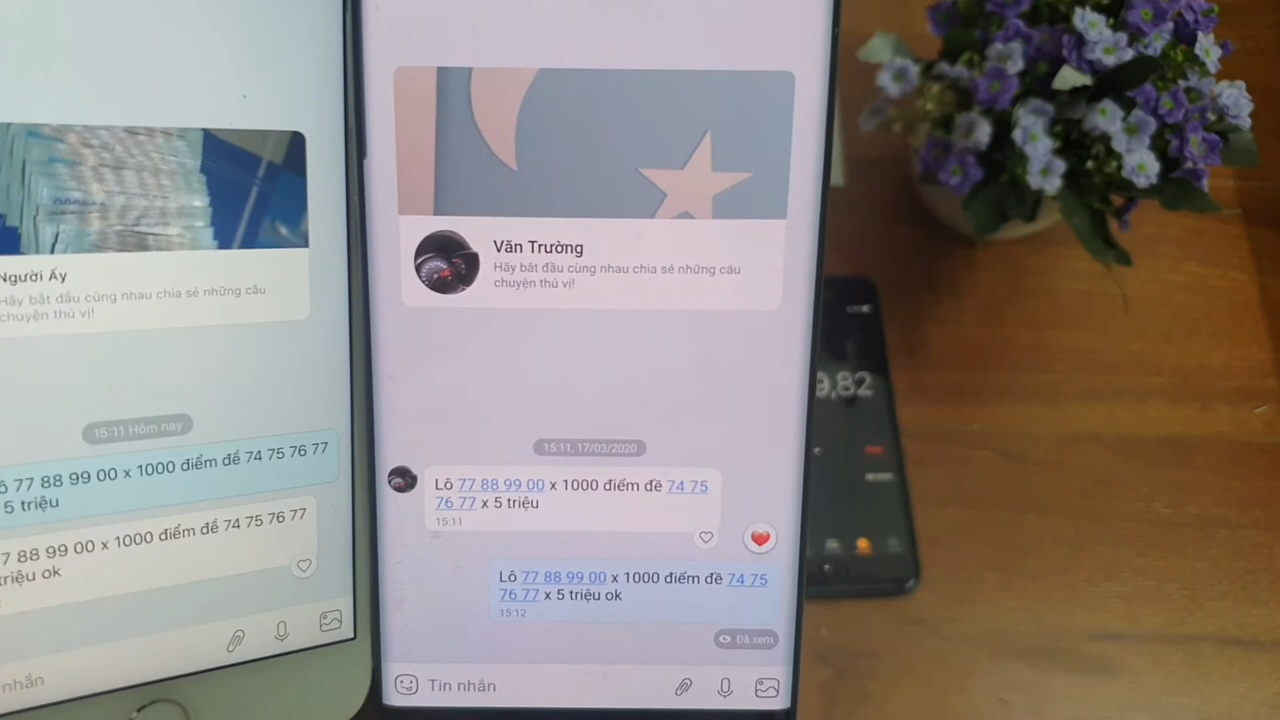 Người Ấy
Hãy bắt đầu cùng nhau chia sẻ những câu
chuyện thú vị!
15:11 Hôm nay
77 88 99 00 x 1000 điểm đề 74 75 76 77
5 triệu
7 88 99 00 x 1000 điểm đề 74 75 76 77
triệu ok
nhắn
Văn Trường
Hãy bắt đầu cùng nhau chia sẻ những câu
chuyện thú vị!
15:11, 17/03/2020
Lô 77 88 99 00 x 1000 điểm đề 74 75
76 77 x 5 triệu
15:11
Lô 77 88 99 00 x 1000 điểm đề 74 75
76 77 x 5 triệu ok
15:12
Đã xem
Tin nhắn
9,82